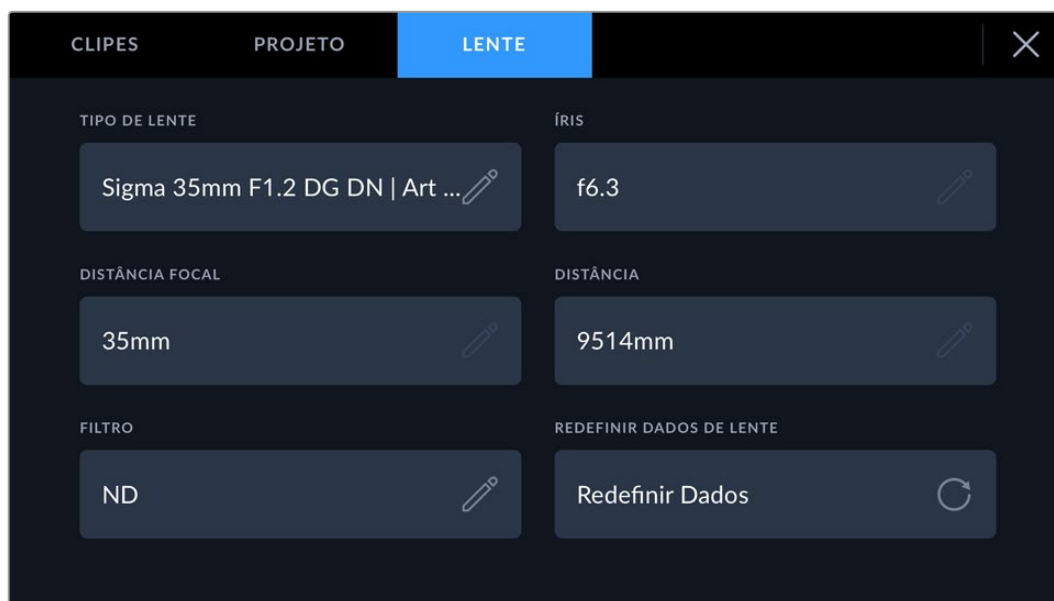 CLIPES PROJETO LENTE
TIPO DE LENTE
Sigma 35mm F1.2 DG DN | Art ...
ÍRIS
f6.3
DISTÂNCIA FOCAL
35mm
DISTÂNCIA
9514mm
FILTRO
ND
REDEFINIR DADOS DE LENTE
Redefinir Dados